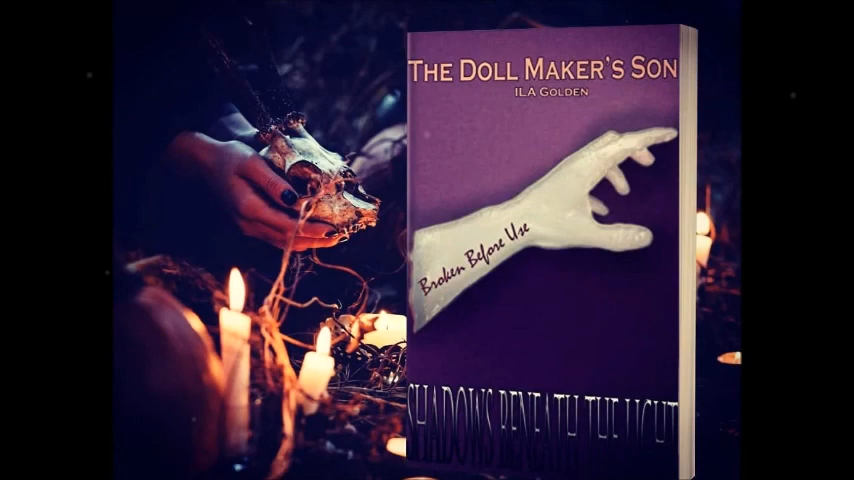 THE DOLL MAKER'S SON
ILA GOLDEN
Broken Before Use
SHADOWS BENEATH THE LIGHT